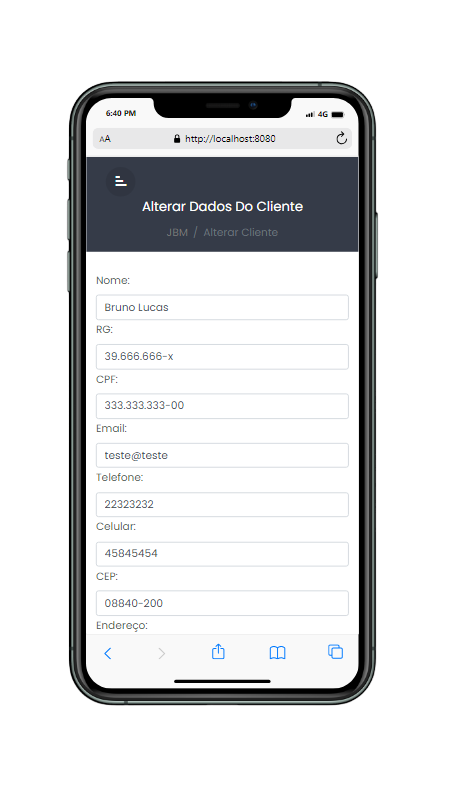 6:40 PM
4G
AA
http://localhost:8080
Alterar Dados Do Cliente
JBM / Alterar Cliente
Nome:
Bruno Lucas
RG:
39.666.666-x
CPF:
333.333.333-00
Email:
teste@teste
Telefone:
22323232
Celular:
45845454
CEP:
08840-200
Endereço: